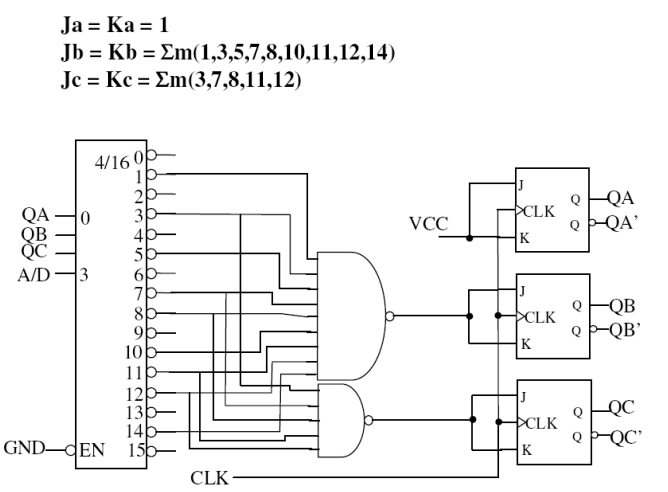 Ja = Ka = 1
Jb = Kb = Σm(1,3,5,7,8,10,11,12,14)
Jc = Kc = Σm(3,7,8,11,12)
4/16 0
1
2
QA 0 3
QB 4
QC 5
A/D 3 6
7
8
9
10
11
12
13
14
GND EN 15
VCC
CLK
J Q QA
CLK Q QA'
K
J Q QB
CLK Q QB'
K
J Q QC
CLK Q QC'
K